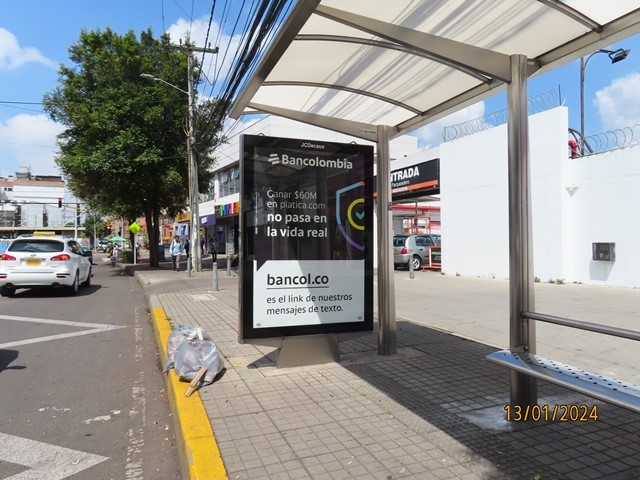 JCDecaux
Bancolombia
Ganar $60M
en platica.com
no pasa en
la vida real
bancol.co
es el link de nuestros
mensajes de texto.
TRADA
Parqueadero
13/01/2024